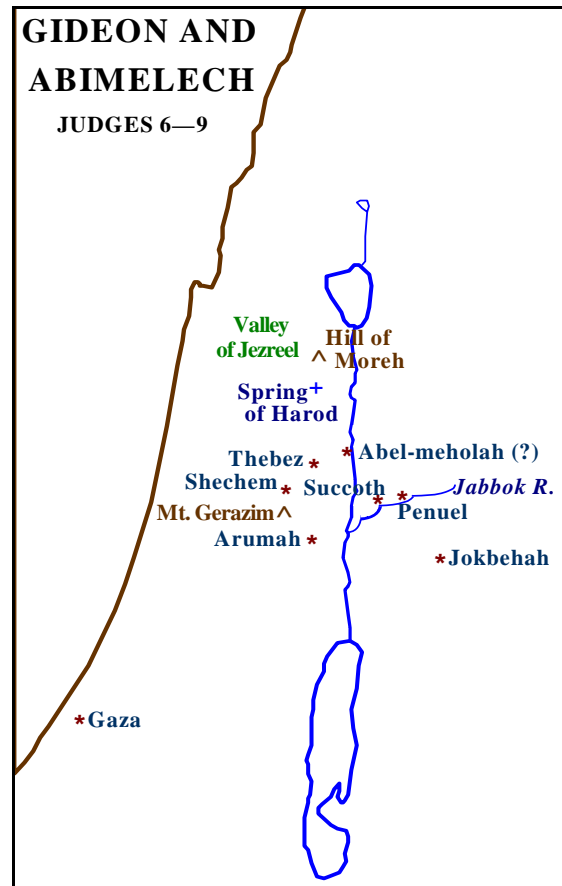 GIDEON AND
ABIMELECH
JUDGES 6—9
Valley
of Jezreel
Hill of
^ Moreh
Spring +
of Harod
* Abel-meholah (?)
Thebez *
Shechem *
Succoth *
* Penuel
Jabbok R.
Mt. Gerazim ^
Arumah *
* Jokbehah
* Gaza